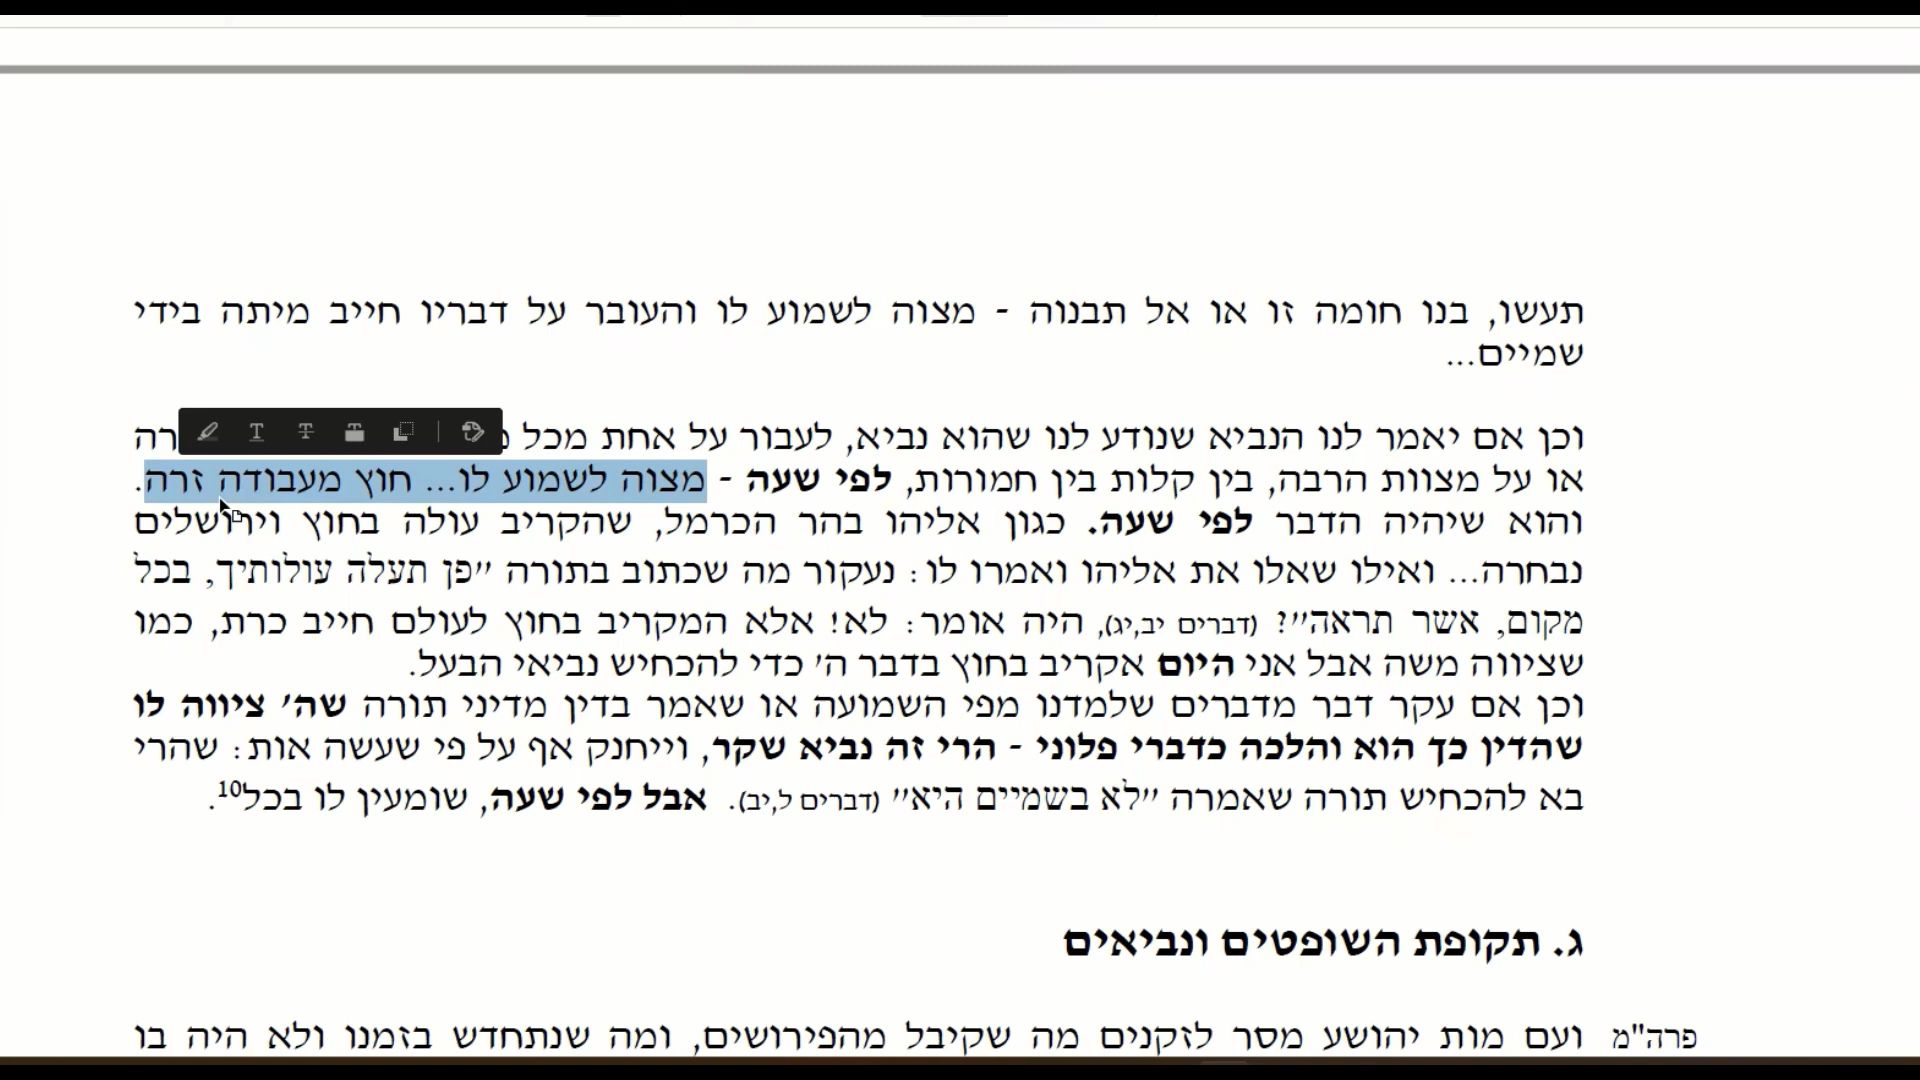 תעשו, בנו חומה זו או אל תבנוה - מצוה לשמוע לו והעובר על דבריו חייב מיתה בידי
שמיים...
וכן אם יאמר לנו הנביא שנודע לנו שהוא נביא, לעבור על אחת מכל רה
או על מצוות הרבה, בין קלות בין חמורות, לפי שעה - מצוה לשמוע לו... חוץ מעבודה זרה.
והוא שיהיה הדבר לפי שעה. כגון אליהו בהר הכרמל, שהקריב עולה בחוץ וירושלים
נבחרה... ואילו שאלו את אליהו ואמרו לו: נעקור מה שכתוב בתורה "פן תעלה עולותיך, בכל
מקום, אשר תראה"? (דברים יב,יג), היה אומר: לא! אלא המקריב בחוץ לעולם חייב כרת, כמו
שציווה משה אבל אני היום אקריב בחוץ בדבר ה' כדי להכחיש נביאי הבעל.
וכן אם עקר דבר מדברים שלמדנו מפי השמועה או שאמר בדין מדיני תורה שה' ציווה לו
שהדין כך הוא והלכה כדברי פלוני - הרי זה נביא שקר, וייחנק אף על פי שעשה אות: שהרי
בא להכחיש תורה שאמרה "לא בשמיים היא" (דברים ל,יב). אבל לפי שעה, שומעין לו בכל10.
ג. תקופת השופטים ונביאים
פרה"מ ועם מות יהושע מסר לזקנים מה שקיבל מהפירושים, ומה שנתחדש בזמנו ולא היה בו